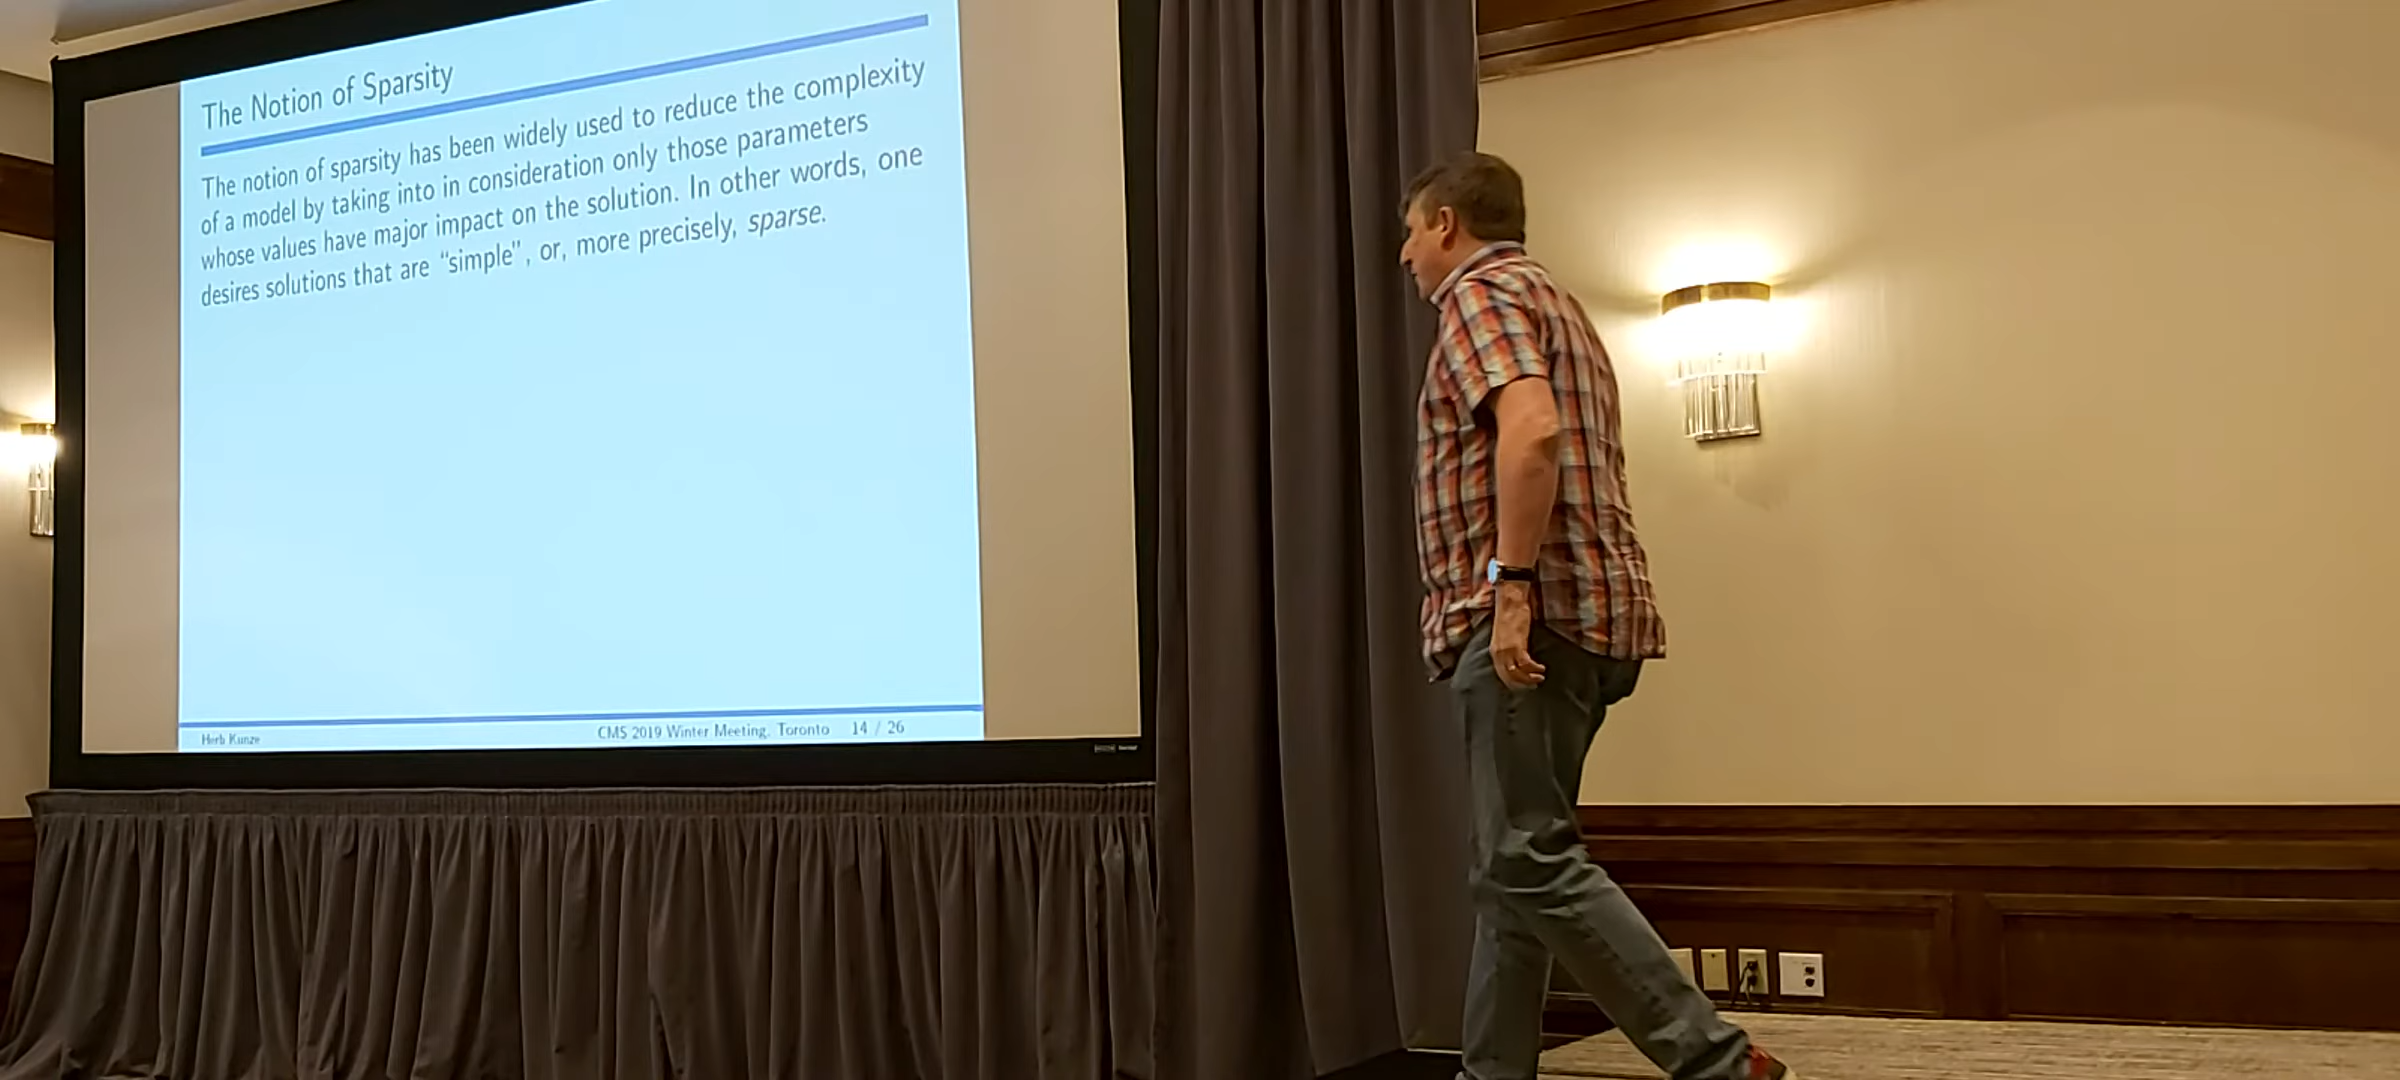 The Notion of Sparsity
The notion of sparsity has been widely used to reduce the complexity
of a model by taking into in consideration only those parameters
whose values have major impact on the solution. In other words, one
desires solutions that are “simple”, or, more precisely, sparse.
Herb Kunze
CMS 2019 Winter Meeting, Toronto 14 / 26